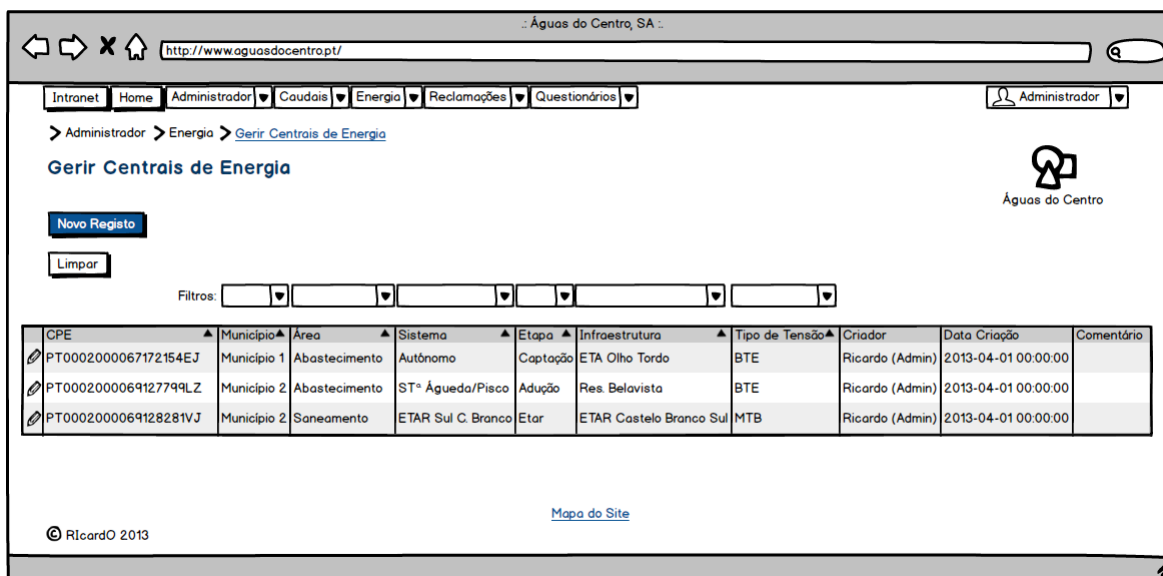 .: Águas do Centro, SA :.
http://www.aguasdocentro.pt/
Intranet Home Administrador Caudais Energia Reclamações Questionários Administrador
Administrador Energia Gerir Centrais de Energia
Gerir Centrais de Energia
Águas do Centro
Novo Registo
Limpar
Filtros:
CPE Município Área Sistema Etapa Infraestrutura Tipo de Tensão Criador Data Criação Comentário
PT0002000067172154EJ Município 1 Abastecimento Autônomo Captação ETA Olho Tordo BTE Ricardo (Admin) 2013-04-01 00:00:00
PT0002000069127799LZ Município 2 Abastecimento STª Águeda/Pisco Adução Res. Belavista BTE Ricardo (Admin) 2013-04-01 00:00:00
PT0002000069128281VJ Município 2 Saneamento ETAR Sul C. Branco Etar ETAR Castelo Branco Sul MTB Ricardo (Admin) 2013-04-01 00:00:00
Mapa do Site
© RIcardO 2013